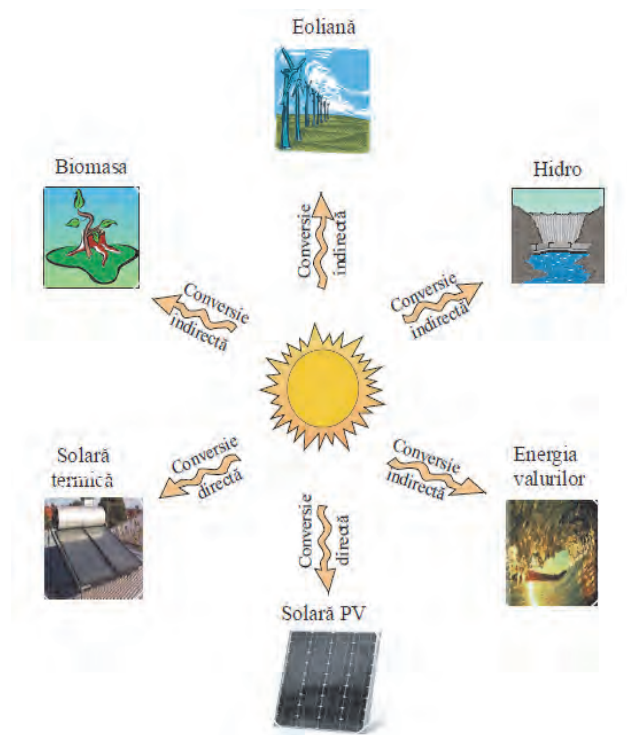 Eoliană
Biomasa
Hidro
Conversie
indirectă
Conversie
indirectă
Conversie
indirectă
Solară
termică
Conversie
directă
Conversie
indirectă
Energia
valurilor
Conversie
directă
Solară PV